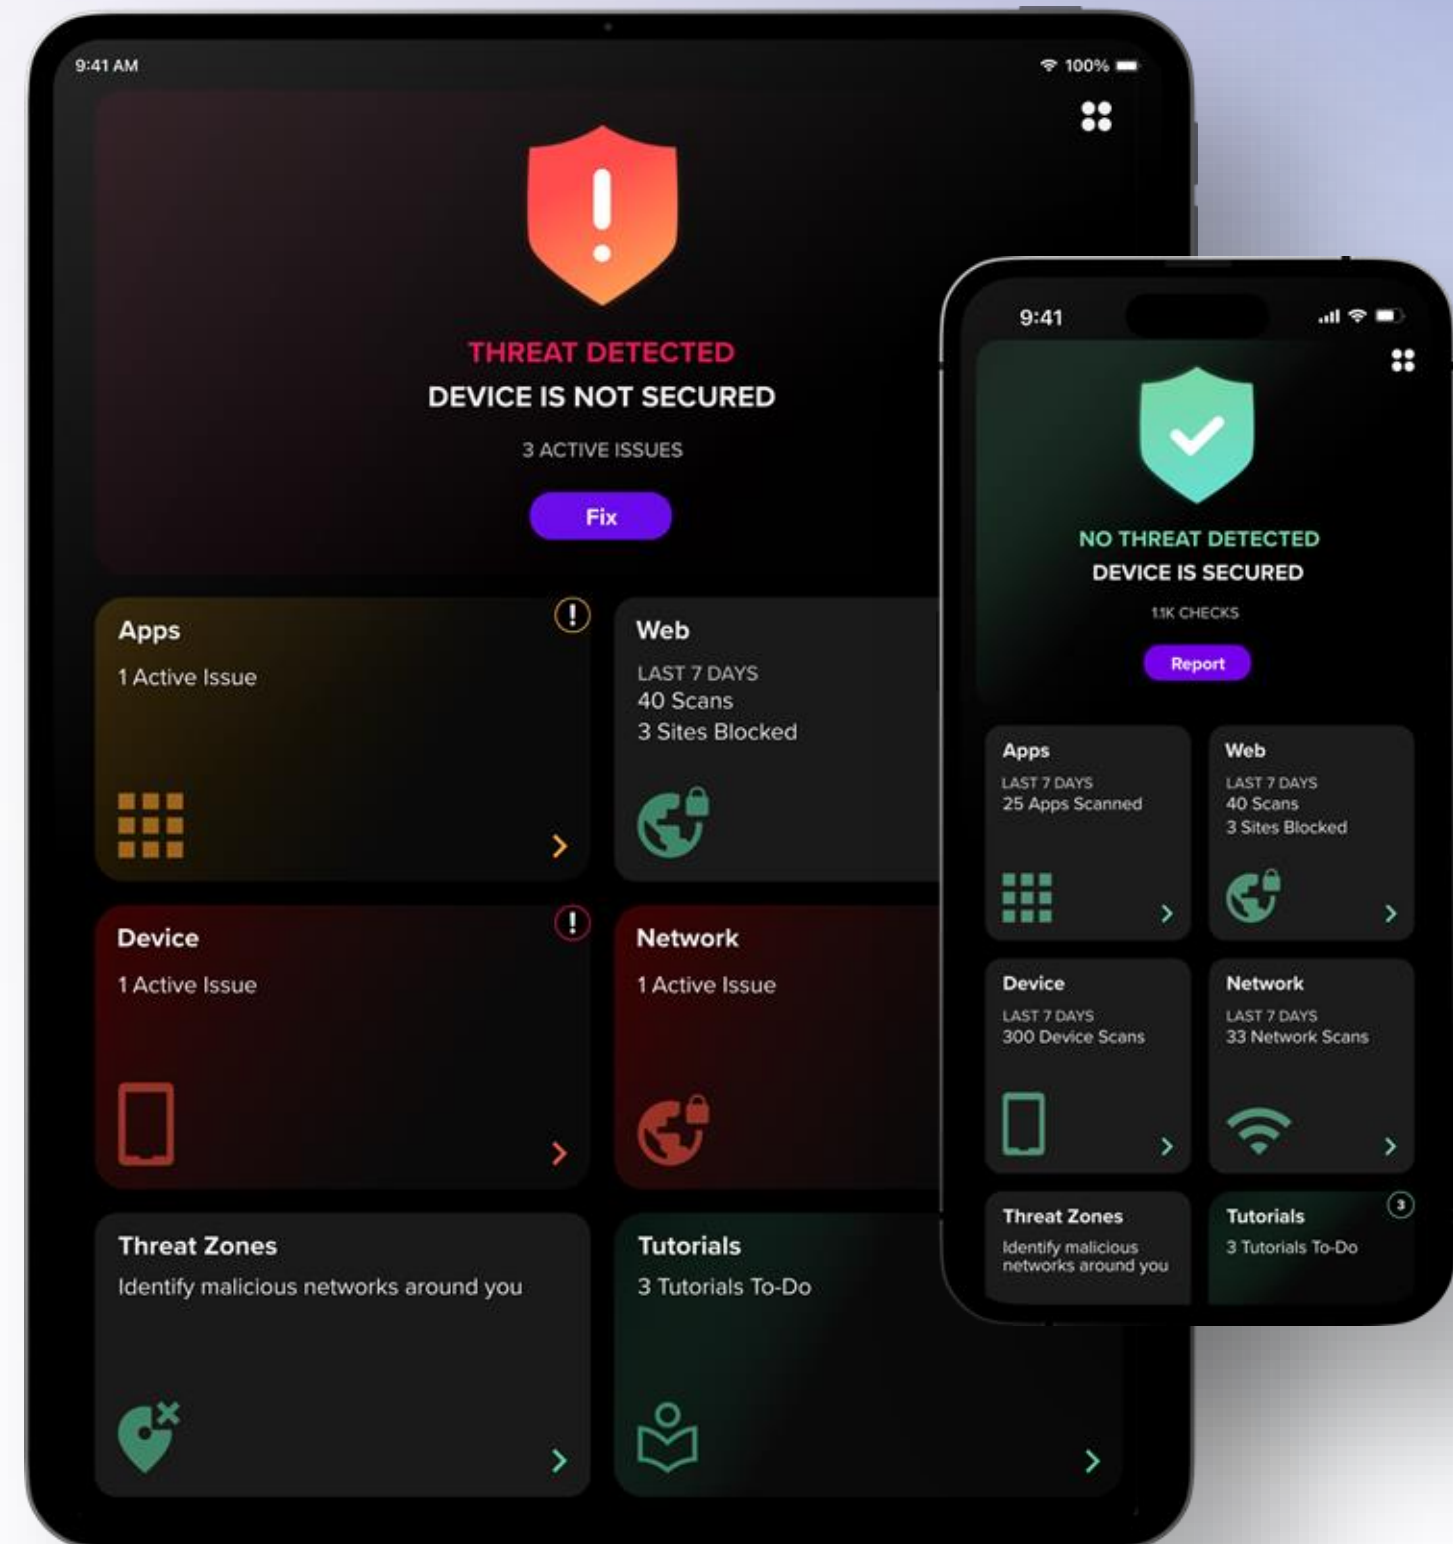 9:41 AM
100%
THREAT DETECTED
DEVICE IS NOT SECURED
3 ACTIVE ISSUES
Fix
Apps
1 Active Issue
Web
LAST 7 DAYS
40 Scans
3 Sites Blocked
Device
1 Active Issue
Network
1 Active Issue
Threat Zones
Identify malicious networks around you
Tutorials
3 Tutorials To-Do
9:41
NO THREAT DETECTED
DEVICE IS SECURED
1.1K CHECKS
Report
Apps
LAST 7 DAYS
25 Apps Scanned
Web
LAST 7 DAYS
40 Scans
3 Sites Blocked
Device
LAST 7 DAYS
300 Device Scans
Network
LAST 7 DAYS
33 Network Scans
Threat Zones
Identify malicious
networks around you
Tutorials
3
3 Tutorials To-Do